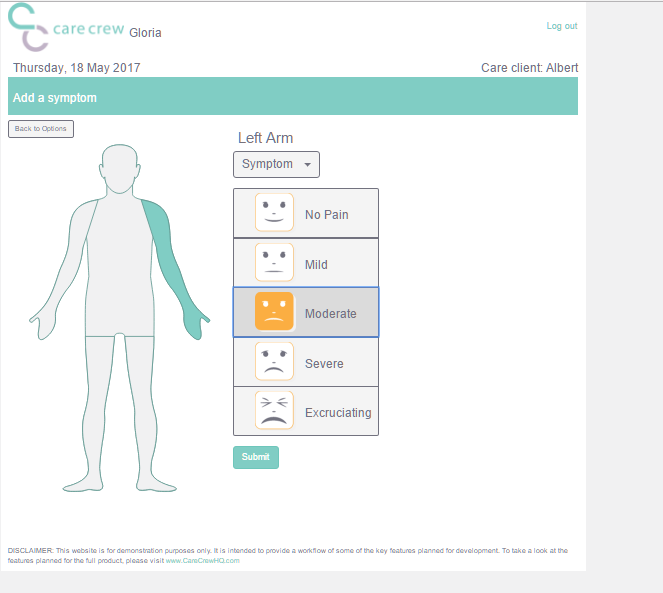 care crew Gloria
Log out
Thursday, 18 May 2017
Care client: Albert
Add a symptom
Back to Options
Left Arm
Symptom
No Pain
Mild
Moderate
Severe
Excruciating
Submit
DISCLAIMER: This website is for demonstration purposes only. It is intended to provide a workflow of some of the key features planned for development. To take a look at the
features planned for the full product, please visit www.CareCrewHQ.com